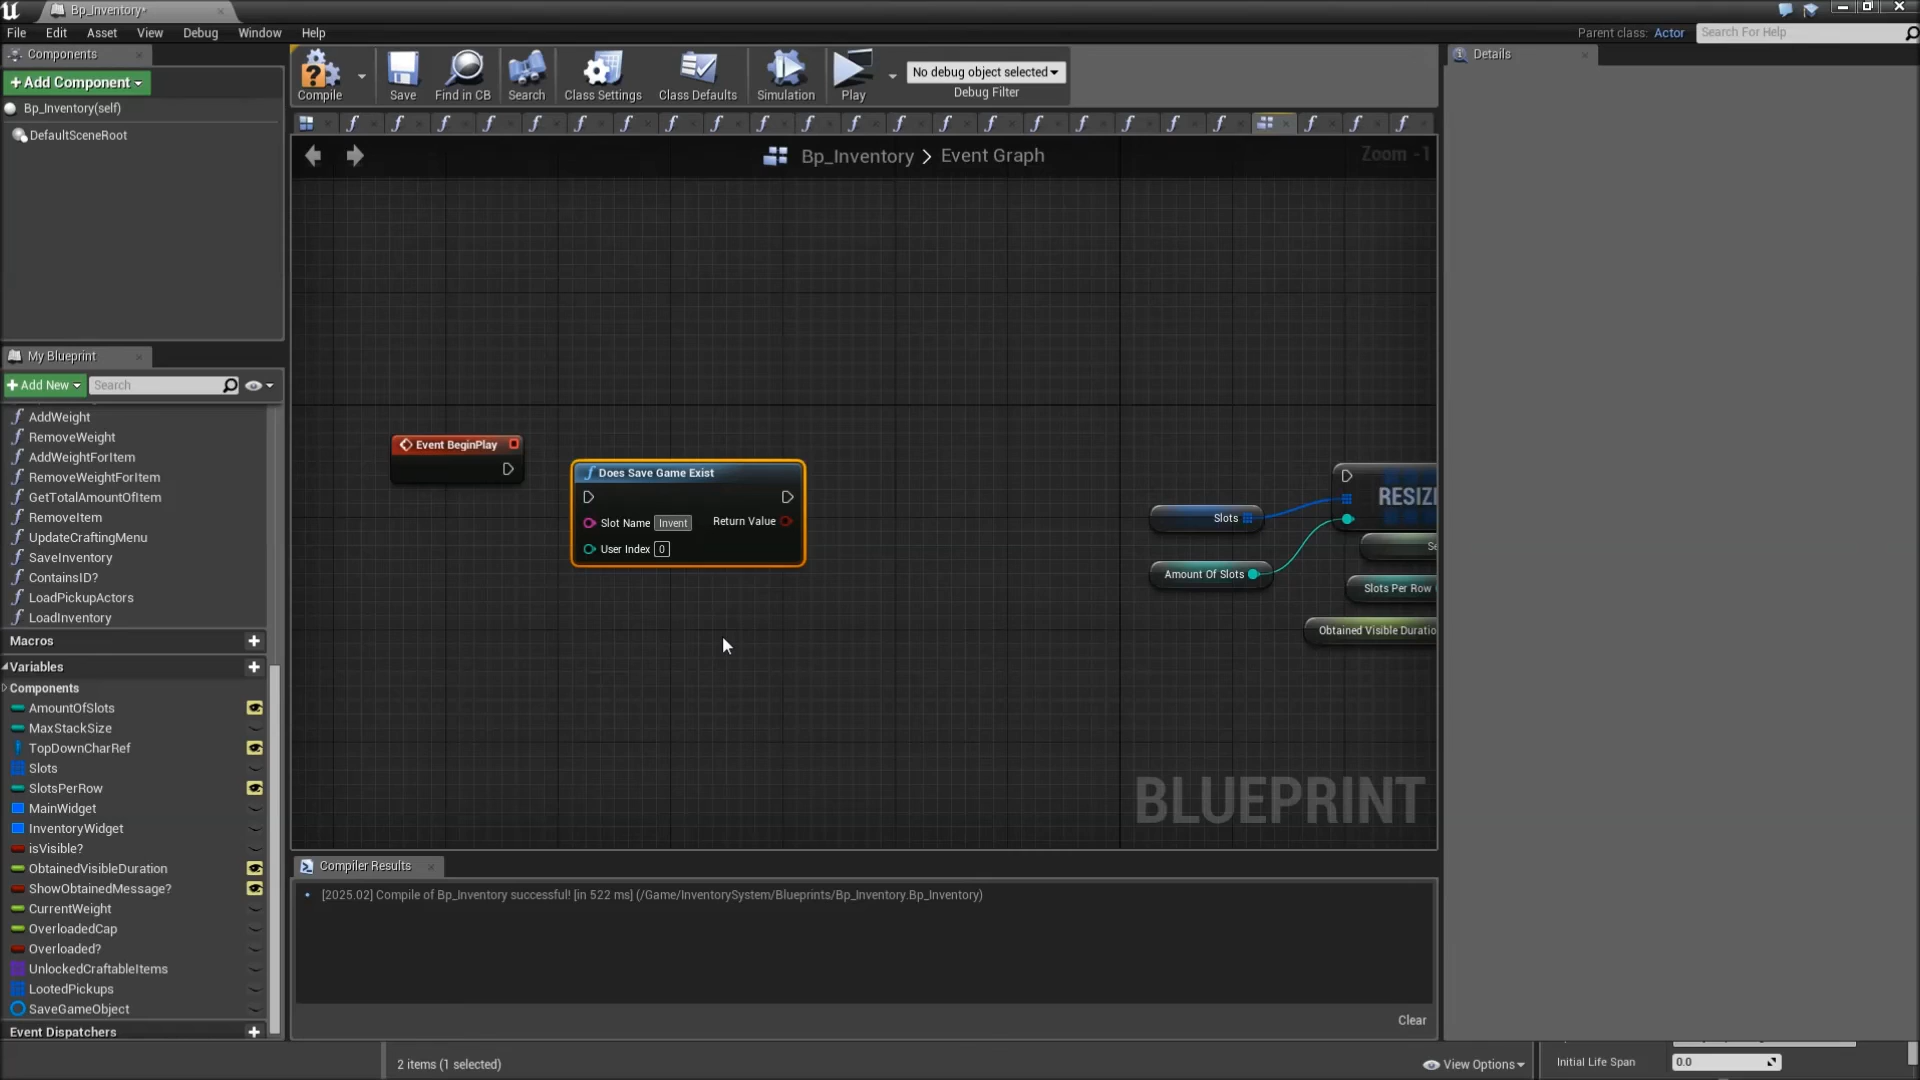 Bp_Inventory*
File Edit Asset View Debug Window Help
Parent class: Actor
Search For Help
Components
+Add Component
Bp_Inventory(self)
DefaultSceneRoot
Compile
Save
Find in CB
Search
Class Settings
Class Defaults
Simulation
Play
No debug object selected
Debug Filter
Details
Bp_Inventory > Event Graph
Zoom -1
My Blueprint
+Add New
Search
AddWeight
RemoveWeight
AddWeightForItem
RemoveWeightForItem
GetTotalAmountOfItem
RemoveItem
UpdateCraftingMenu
SaveInventory
ContainsID?
LoadPickupActors
LoadInventory
Macros
Variables
Components
AmountOfSlots
MaxStackSize
TopDownCharRef
Slots
SlotsPerRow
MainWidget
InventoryWidget
isVisible?
ObtainedVisibleDuration
ShowObtainedMessage?
CurrentWeight
OverloadedCap
Overloaded?
UnlockedCraftableItems
LootedPickups
SaveGameObject
Event Dispatchers
Event BeginPlay
Does Save Game Exist
Slot Name Invent
Return Value
User Index 0
Slots
Amount Of Slots
RESIZ
Se
Slots Per Row
Obtained Visible Duratio
BLUEPRINT
Compiler Results
[2025.02] Compile of Bp_Inventory successful! [in 522 ms] (/Game/InventorySystem/Blueprints/Bp_Inventory.Bp_Inventory)
Clear
2 items (1 selected)
View Options
Initial Life Span 0.0